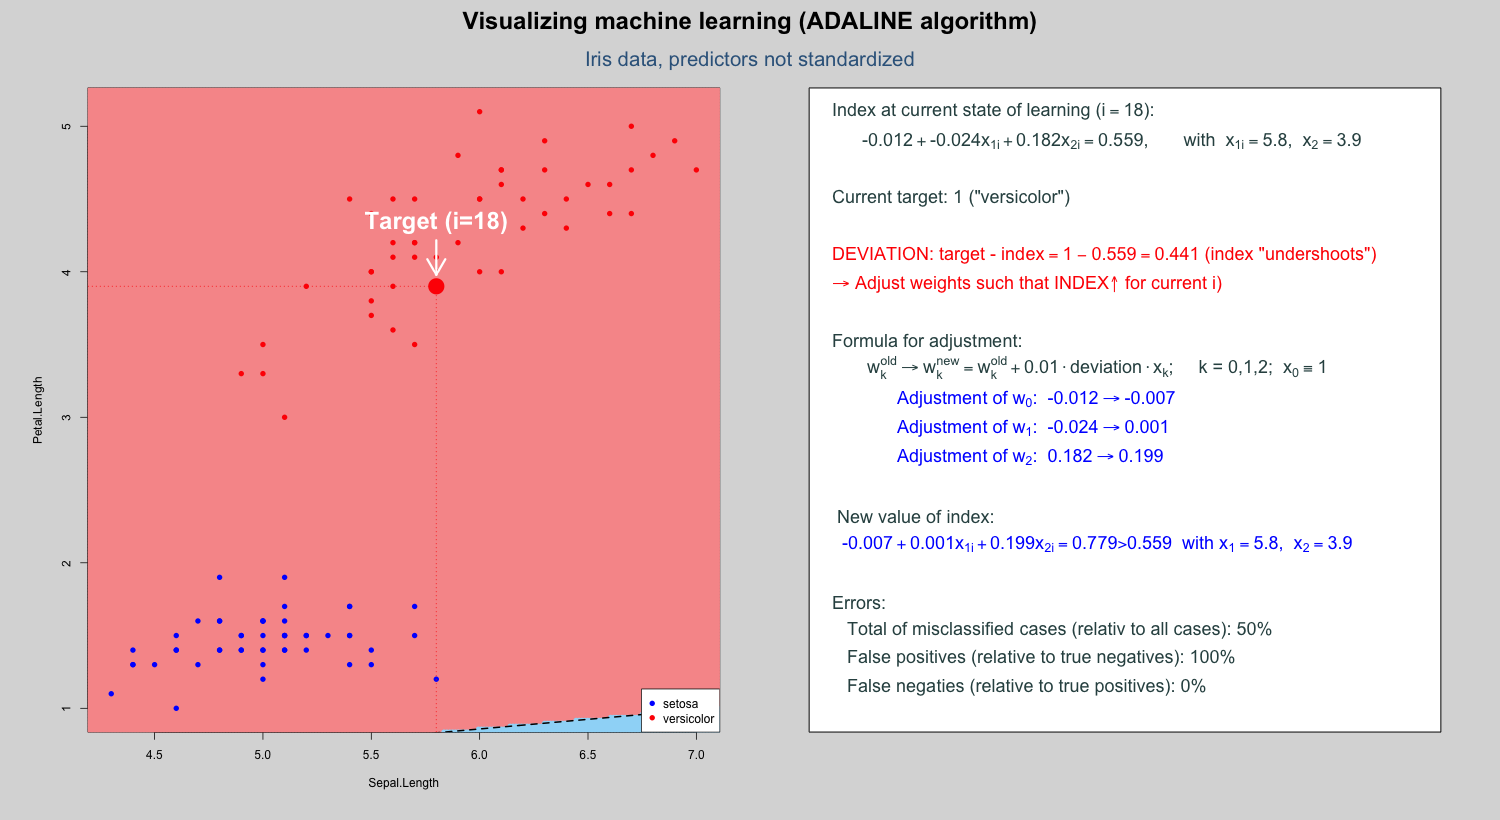 Visualizing machine learning (ADALINE algorithm)
Iris data, predictors not standardized
5
4
3
2
1
Petal.Length
Target (i=18)
setosa
versicolor
4.5 5.0 5.5 6.0 6.5 7.0
Sepal.Length
Index at current state of learning (i = 18):
-0.012 + -0.024x1i + 0.182x2i = 0.559, with x1i = 5.8, x2 = 3.9
Current target: 1 ("versicolor")
DEVIATION: target - index = 1 − 0.559 = 0.441 (index "undershoots")
→ Adjust weights such that INDEX↑ for current i)
Formula for adjustment:
w_k^old → w_k^new = w_k^old + 0.01 · deviation · xk; k = 0,1,2; x0 ≡ 1
Adjustment of w0: -0.012 → -0.007
Adjustment of w1: -0.024 → 0.001
Adjustment of w2: 0.182 → 0.199
New value of index:
-0.007 + 0.001x1i + 0.199x2i = 0.779>0.559 with x1 = 5.8, x2 = 3.9
Errors:
Total of misclassified cases (relativ to all cases): 50%
False positives (relative to true negatives): 100%
False negaties (relative to true positives): 0%